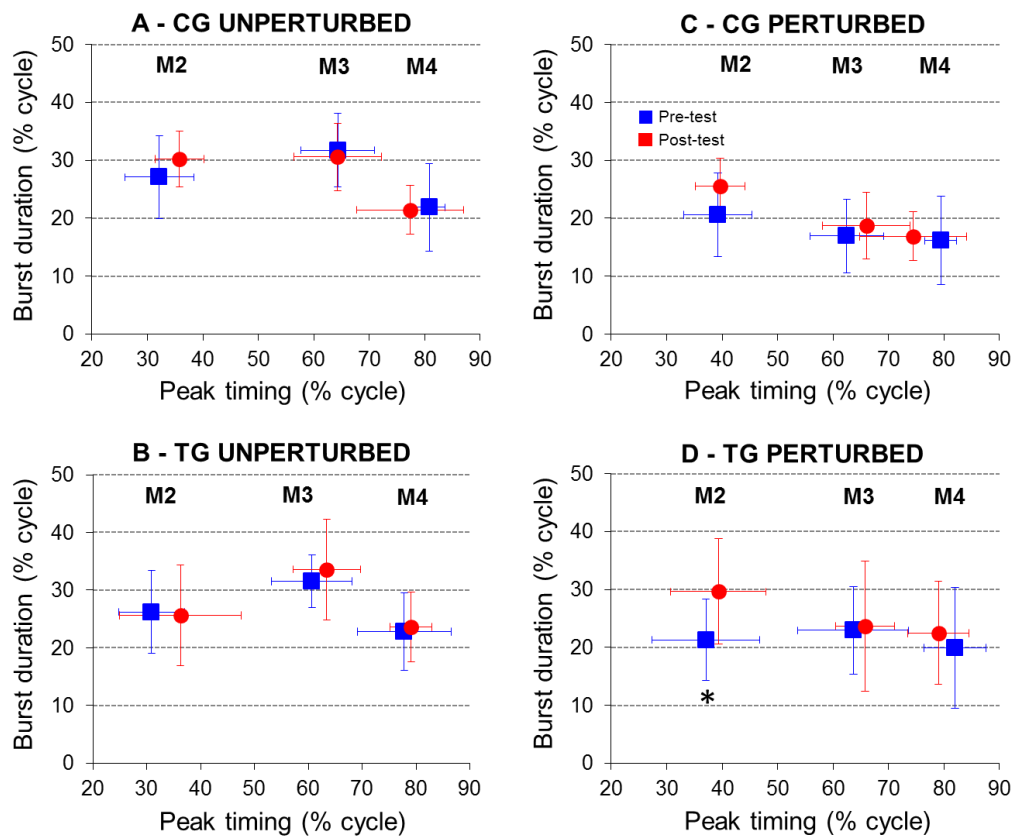 A - CG UNPERTURBED
50
40
30
20
10
0
M2 M3 M4
20 30 40 50 60 70 80 90
Burst duration (% cycle)
Peak timing (% cycle)
C - CG PERTURBED
50
40
30
20
10
0
M2 M3 M4
Pre-test
Post-test
20 30 40 50 60 70 80 90
Burst duration (% cycle)
Peak timing (% cycle)
B - TG UNPERTURBED
50
40
30
20
10
0
M2 M3 M4
20 30 40 50 60 70 80 90
Burst duration (% cycle)
Peak timing (% cycle)
D - TG PERTURBED
50
40
30
20
10
0
M2 M3 M4
*
20 30 40 50 60 70 80 90
Burst duration (% cycle)
Peak timing (% cycle)